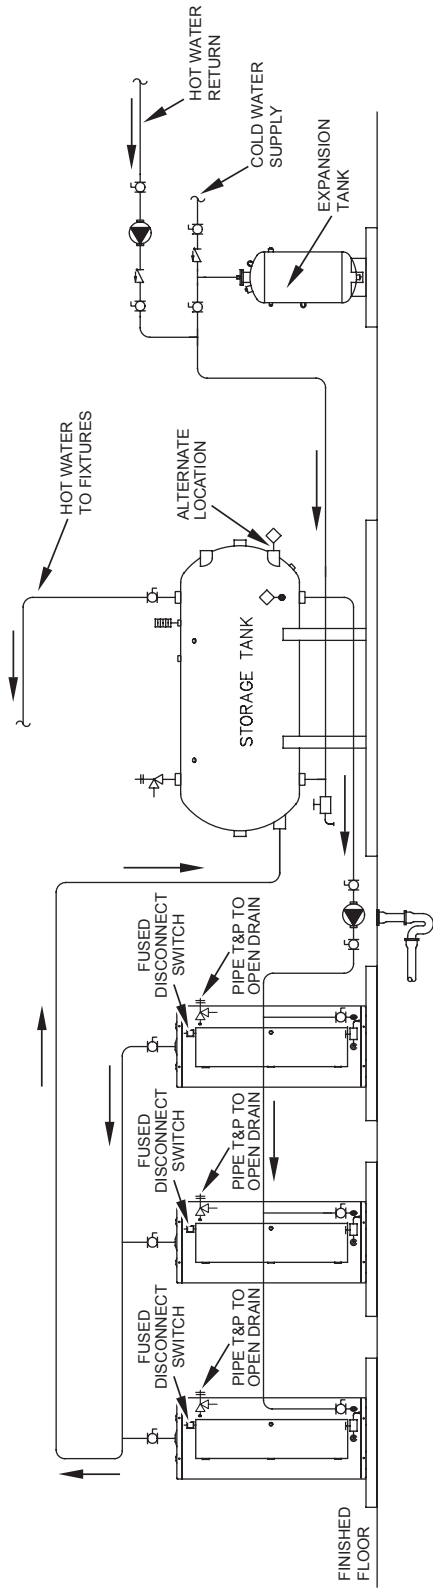 FUSED
DISCONNECT
SWITCH
PIPE T&P TO
OPEN DRAIN
FUSED
DISCONNECT
SWITCH
PIPE T&P TO
OPEN DRAIN
FUSED
DISCONNECT
SWITCH
PIPE T&P TO
OPEN DRAIN
HOT WATER
TO FIXTURES
ALTERNATE
LOCATION
STORAGE TANK
HOT WATER
RETURN
COLD WATER
SUPPLY
EXPANSION
TANK
FINISHED
FLOOR